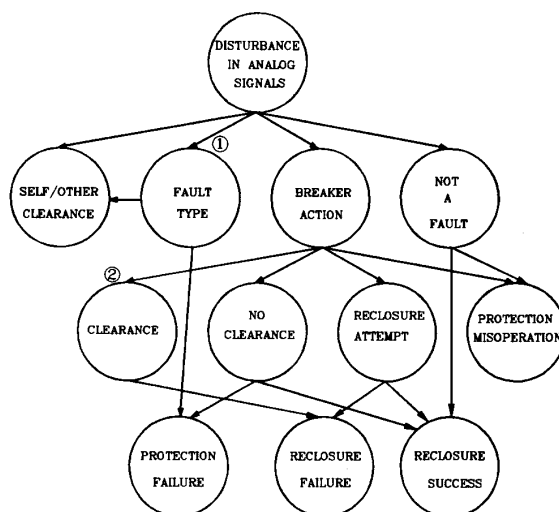 DISTURBANCE
IN ANALOG
SIGNALS
①
SELF/OTHER
CLEARANCE
FAULT
TYPE
BREAKER
ACTION
NOT
A
FAULT
②
CLEARANCE
NO
CLEARANCE
RECLOSURE
ATTEMPT
PROTECTION
MISOPERATION
PROTECTION
FAILURE
RECLOSURE
FAILURE
RECLOSURE
SUCCESS